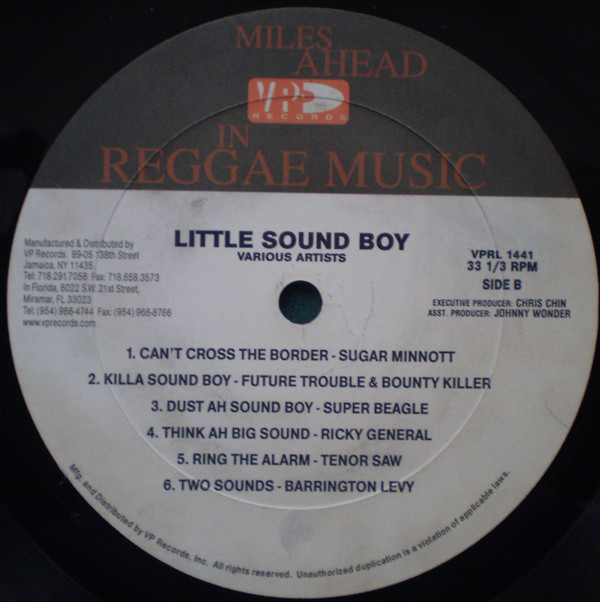 MILES
AHEAD
VP
RECORDS
IN
REGGAE MUSIC
LITTLE SOUND BOY
VARIOUS ARTISTS
Manufactured & Distributed by
VP Records. 89-05 138th Street
Jamaica, NY 11435,
Tel: 718.291.7058 Fax: 718.658.3573
In Florida, 6022 S.W. 21st Street,
Miramar, FL 33023
Tel: (954) 966-4744 Fax: (954) 966-8766
www.vprecords.com
VPRL 1441
33 1/3 RPM
SIDE B
EXECUTIVE PRODUCER: CHRIS CHIN
ASST. PRODUCER: JOHNNY WONDER
1. CAN'T CROSS THE BORDER - SUGAR MINNOTT
2. KILLA SOUND BOY - FUTURE TROUBLE & BOUNTY KILLER
3. DUST AH SOUND BOY - SUPER BEAGLE
4. THINK AH BIG SOUND - RICKY GENERAL
5. RING THE ALARM - TENOR SAW
6. TWO SOUNDS - BARRINGTON LEVY
Mfg. and Distributed by VP Records, Inc. All rights reserved. Unauthorized duplication is a violation of applicable laws.